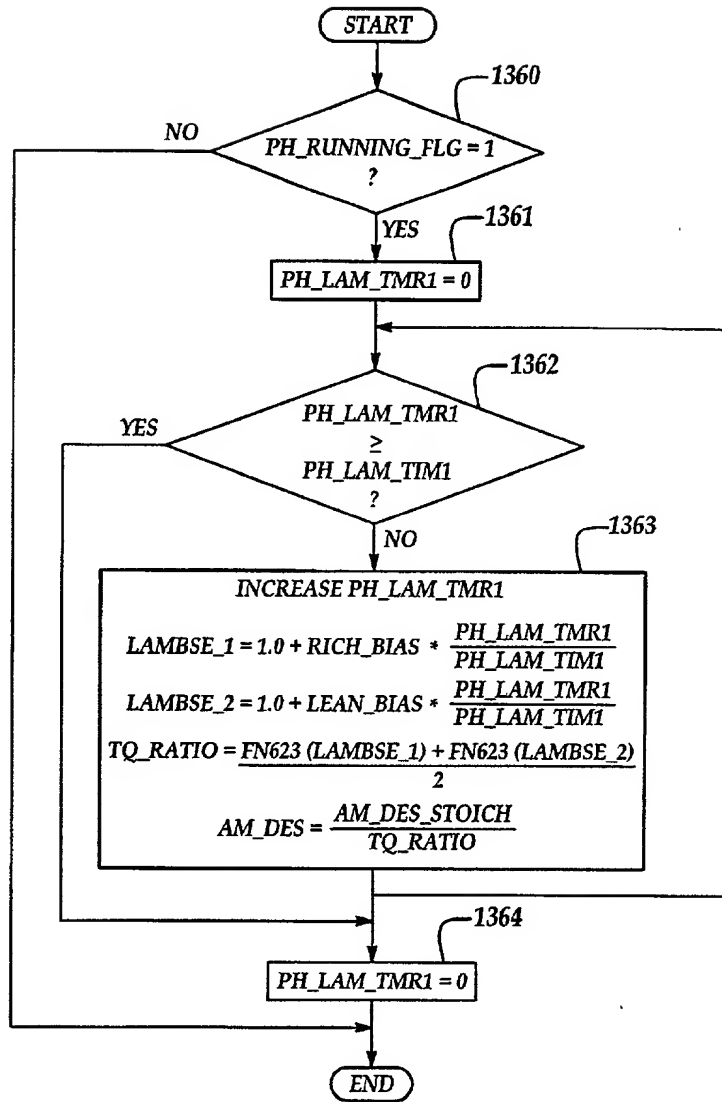 START
1360
NO
PH_RUNNING_FLG = 1
?
YES
1361
PH_LAM_TMR1 = 0
1362
YES
PH_LAM_TMR1
≥
PH_LAM_TIM1
?
NO
1363
INCREASE PH_LAM_TMR1
LAMBSE_1 = 1.0 + RICH_BIAS * PH_LAM_TMR1 / PH_LAM_TIM1
LAMBSE_2 = 1.0 + LEAN_BIAS * PH_LAM_TMR1 / PH_LAM_TIM1
TQ_RATIO = FN623 (LAMBSE_1) + FN623 (LAMBSE_2) / 2
AM_DES = AM_DES_STOICH / TQ_RATIO
1364
PH_LAM_TMR1 = 0
END